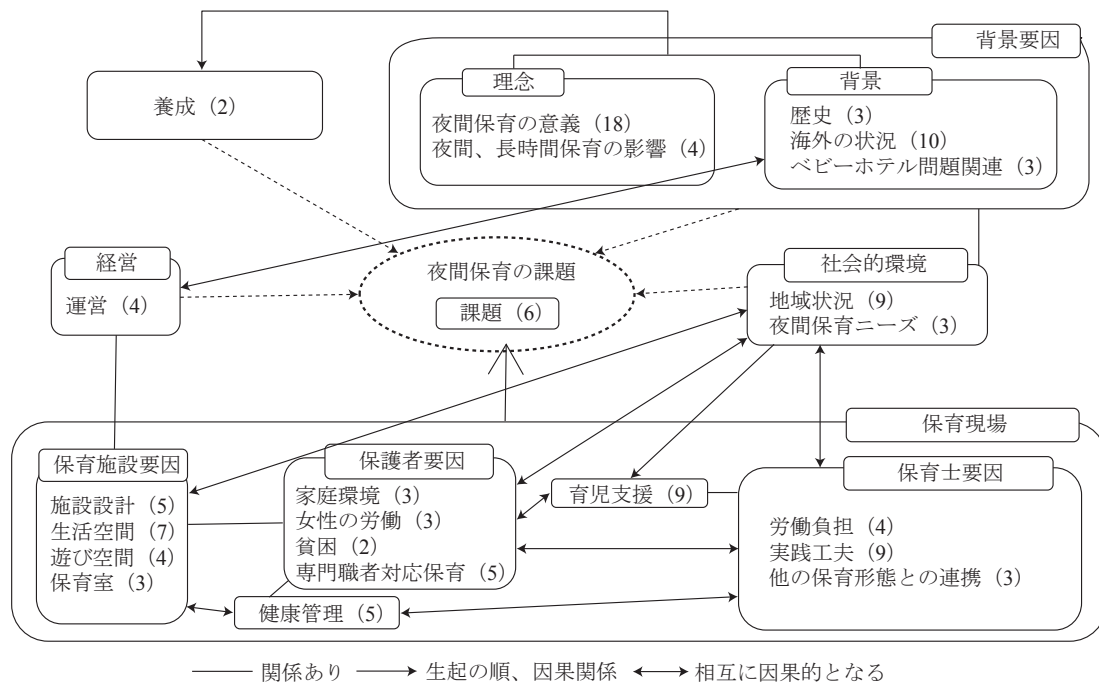 背景要因
養成（2）
理念
夜間保育の意義（18）
夜間、長時間保育の影響（4）
背景
歴史（3）
海外の状況（10）
ベビーホテル問題関連（3）
経営
運営（4）
夜間保育の課題
課題（6）
社会的環境
地域状況（9）
夜間保育ニーズ（3）
保育現場
保育施設要因
施設設計（5）
生活空間（7）
遊び空間（4）
保育室（3）
保護者要因
家庭環境（3）
女性の労働（3）
貧困（2）
専門職者対応保育（5）
育児支援（9）
保育士要因
労働負担（4）
実践工夫（9）
他の保育形態との連携（3）
健康管理（5）
関係あり　生起の順、因果関係　相互に因果的となる